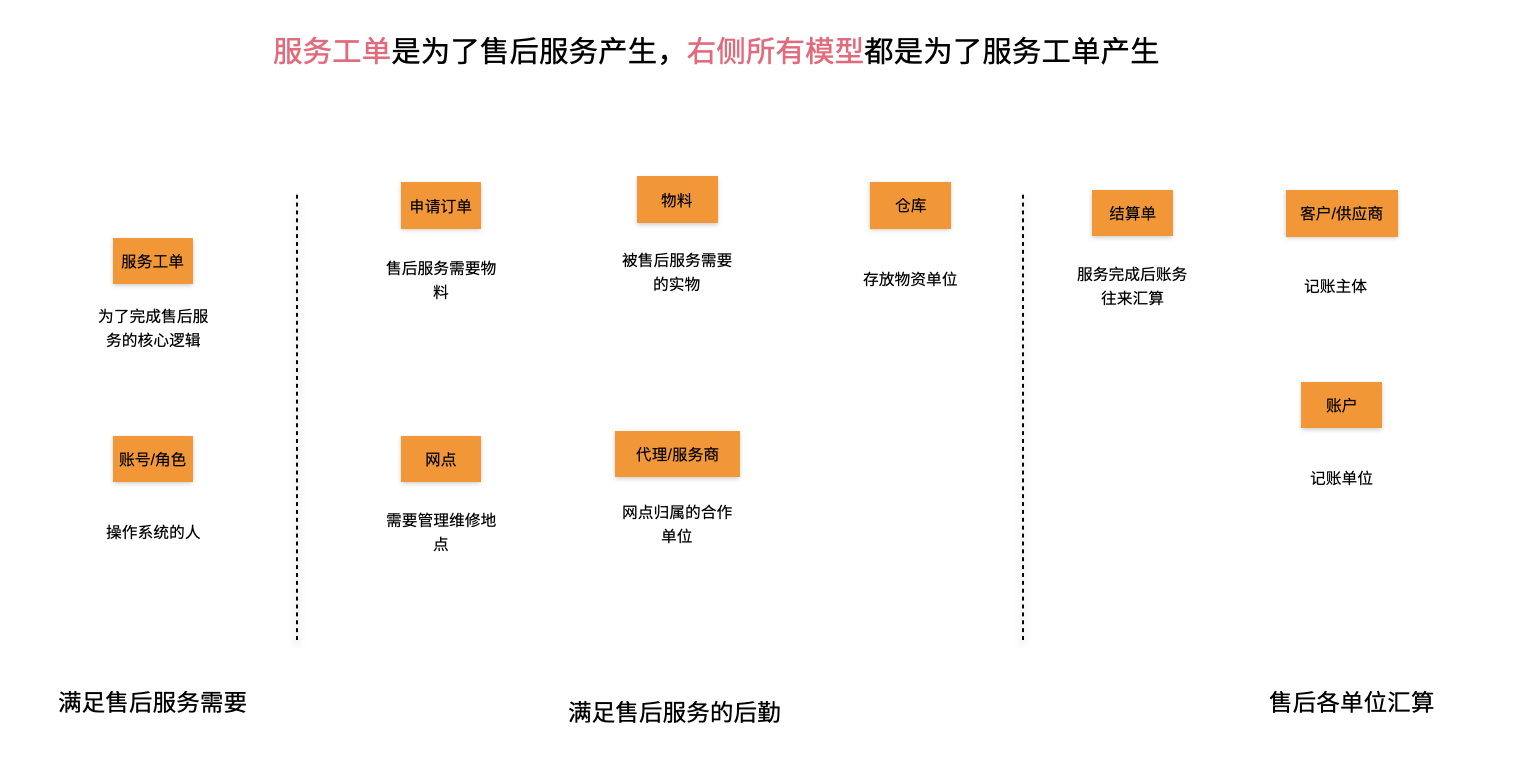 服务工单是为了售后服务产生，右侧所有模型都是为了服务工单产生
服务工单
为了完成售后服
务的核心逻辑
账号/角色
操作系统的人
满足售后服务需要
申请订单
售后服务需要物
料
物料
被售后服务需要
的实物
仓库
存放物资单位
网点
需要管理维修地
点
代理/服务商
网点归属的合作
单位
满足售后服务的后勤
结算单
服务完成后账务
往来汇算
客户/供应商
记账主体
账户
记账单位
售后各单位汇算